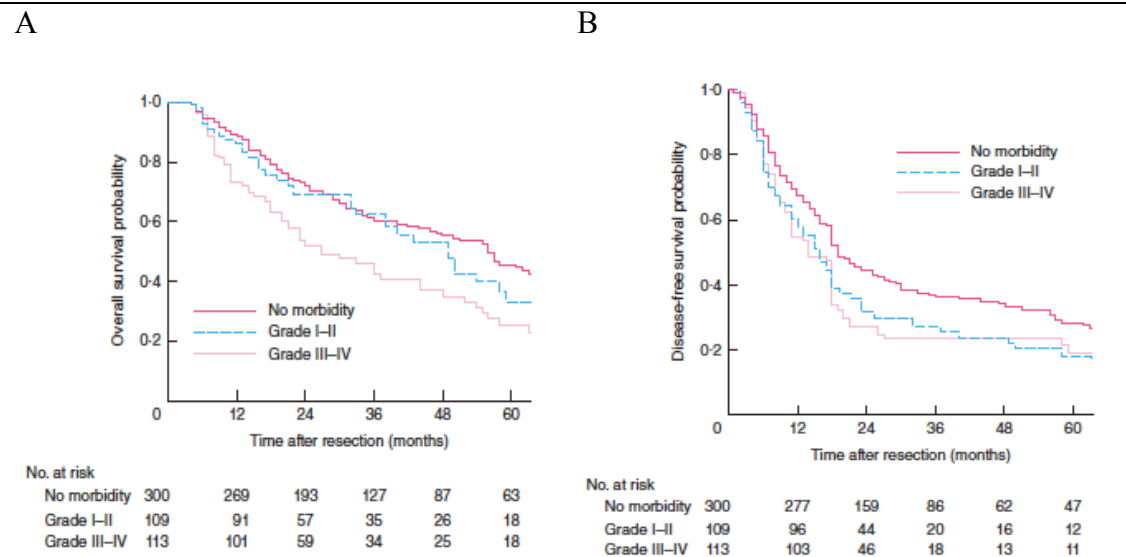 A
B
1·0
0·8
0·6
0·4
0·2
0
12
24
36
48
60
Overall survival probability
Time after resection (months)
No morbidity
Grade I–II
Grade III–IV
No. at risk
No morbidity 300 269 193 127 87 63
Grade I–II 109 91 57 35 26 18
Grade III–IV 113 101 59 34 25 18
1·0
0·8
0·6
0·4
0·2
0
12
24
36
48
60
Disease-free survival probability
Time after resection (months)
No morbidity
Grade I–II
Grade III–IV
No. at risk
No morbidity 300 277 159 86 62 47
Grade I–II 109 96 44 20 16 12
Grade III–IV 113 103 46 18 13 11